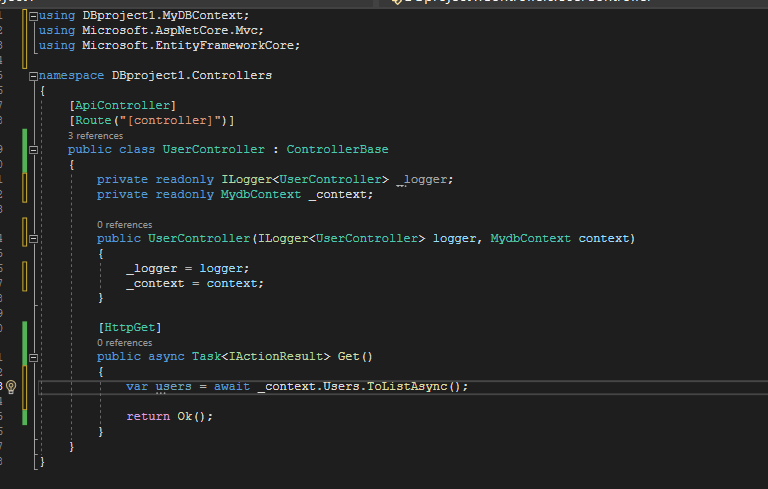 using DBproject1.MyDBContext;
using Microsoft.AspNetCore.Mvc;
using Microsoft.EntityFrameworkCore;
namespace DBproject1.Controllers
{
[ApiController]
[Route("[controller]")]
3 references
public class UserController : ControllerBase
{
private readonly ILogger<UserController> _logger;
private readonly MydbContext _context;
0 references
public UserController(ILogger<UserController> logger, MydbContext context)
{
_logger = logger;
_context = context;
}
[HttpGet]
0 references
public async Task<IActionResult> Get()
{
var users = await _context.Users.ToListAsync();
return Ok();
}
}
}